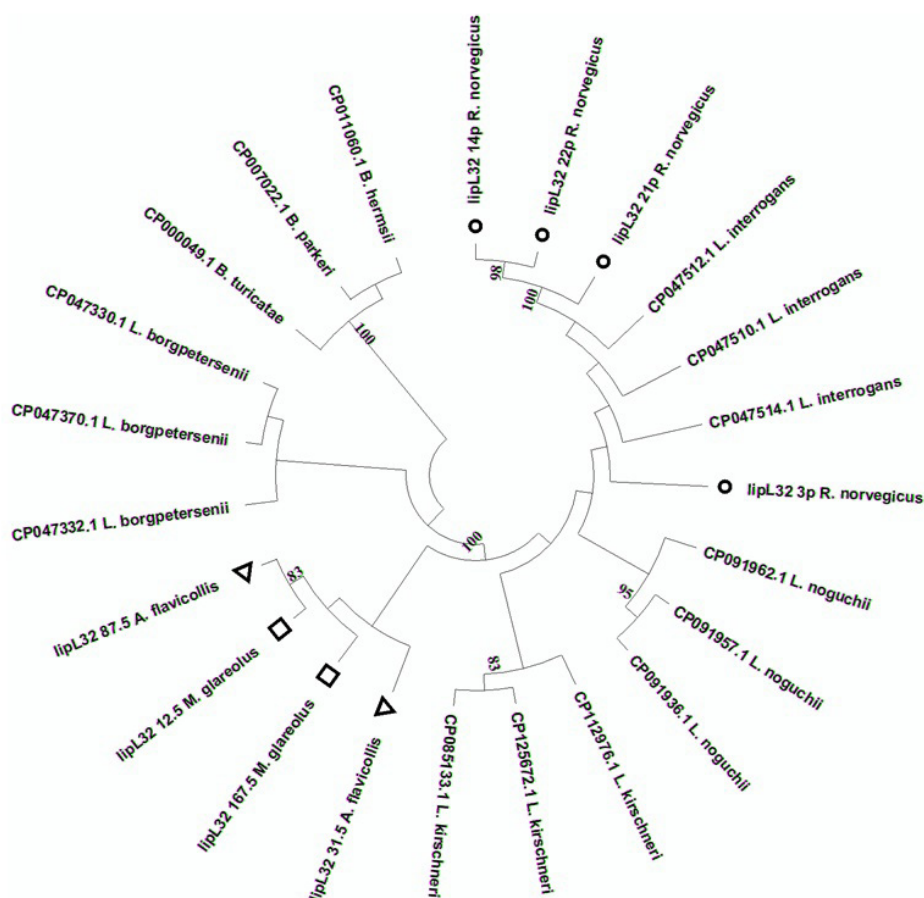 lipL32 14p R. norvegicus
lipL32 22p R. norvegicus
lipL32 21p R. norvegicus
CP047512.1 L. interrogans
CP047510.1 L. interrogans
CP047514.1 L. interrogans
lipL32 3p R. norvegicus
CP091962.1 L. noguchii
CP091957.1 L. noguchii
CP091936.1 L. noguchii
CP112976.1 L. kirschneri
CP125672.1 L. kirschneri
CP085133.1 L. kirschneri
lipL32 31.5 A. flavicollis
lipL32 167.5 M. glareolus
lipL32 12.5 M. glareolus
lipL32 87.5 A. flavicollis
CP047332.1 L. borgpetersenii
CP047370.1 L. borgpetersenii
CP047330.1 L. borgpetersenii
CP000049.1 B. turicatae
CP007022.1 B. parkeri
CP011060.1 B. hermsii
98
100
95
83
83
100
100